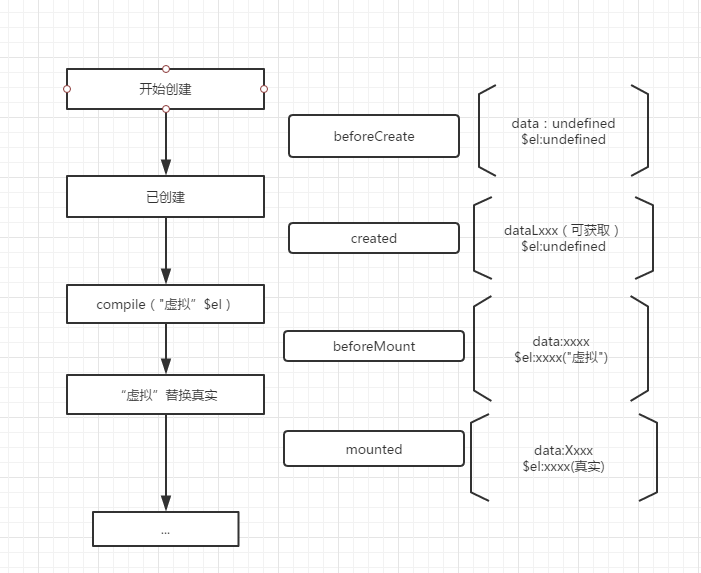 开始创建
beforeCreate
data：undefined
$el:undefined
已创建
created
dataLxxx（可获取）
$el:undefined
compile（"虚拟”$el）
beforeMount
data:xxxx
$el:xxxx("虚拟")
“虚拟”替换真实
mounted
data:Xxxx
$el:xxxx(真实)
...